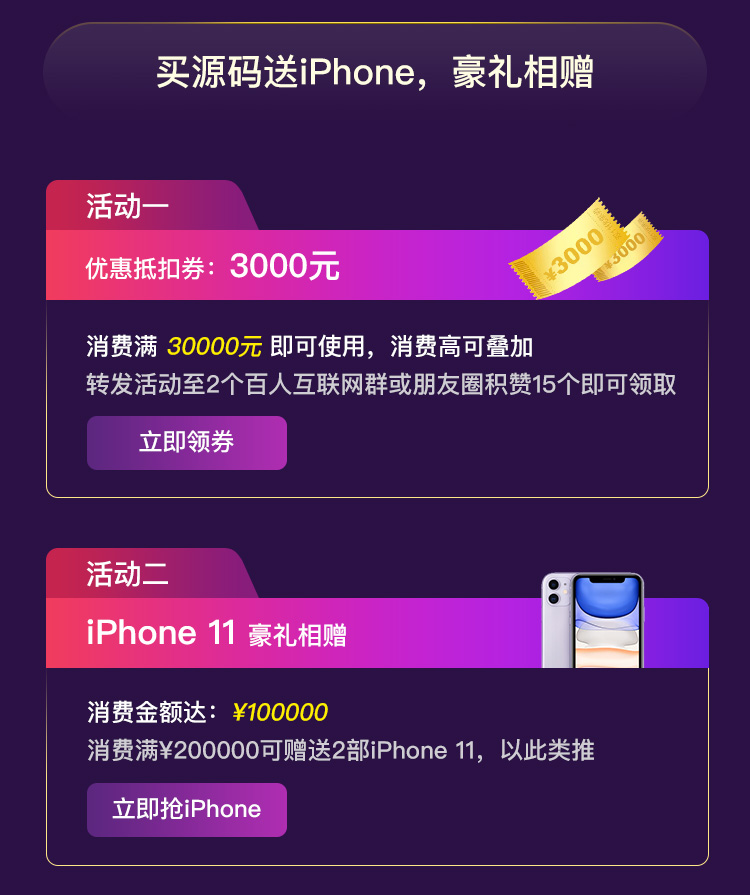 买源码送iPhone，豪礼相赠
活动一
优惠抵扣券：3000元
¥3000
¥3000
消费满 30000元 即可使用，消费高可叠加
转发活动至2个百人互联网群或朋友圈积赞15个即可领取
立即领券
活动二
iPhone 11 豪礼相赠
消费金额达：¥100000
消费满¥200000可赠送2部iPhone 11，以此类推
立即抢iPhone